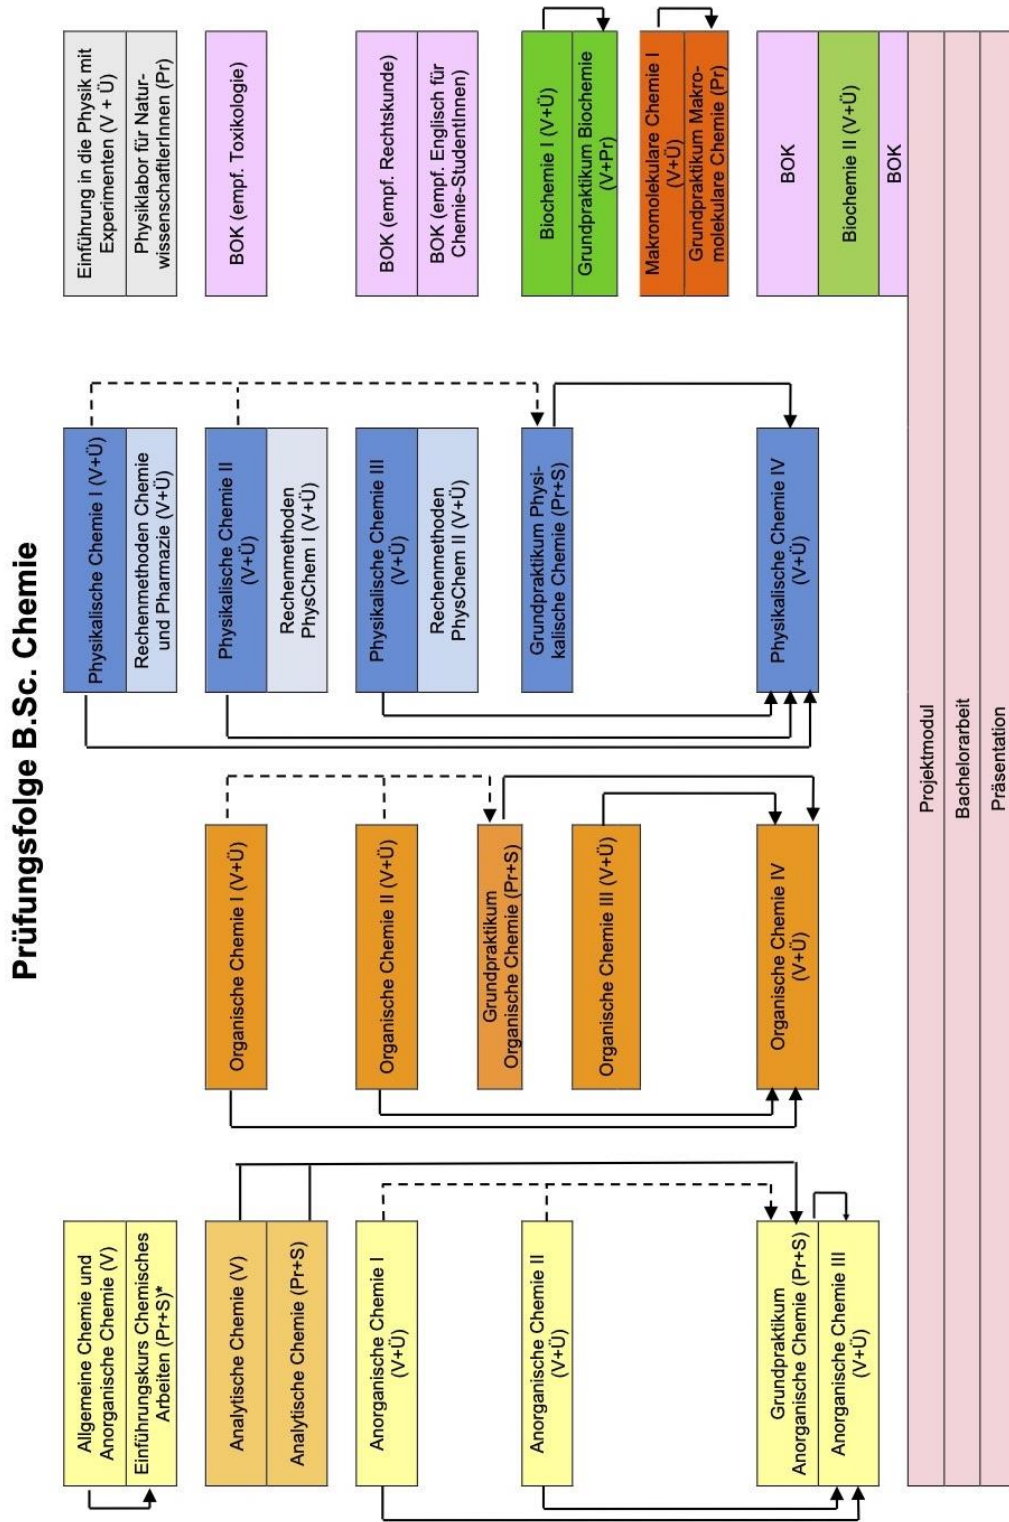 Prüfungsfolge B.Sc. Chemie
Allgemeine Chemie und
Anorganische Chemie (V)
Einführungskurs Chemisches
Arbeiten (Pr+S)*
Analytische Chemie (V)
Analytische Chemie (Pr+S)
Anorganische Chemie I
(V+Ü)
Anorganische Chemie II
(V+Ü)
Grundpraktikum
Anorganische Chemie (Pr+S)
Anorganische Chemie III
(V+Ü)
Organische Chemie I (V+Ü)
Organische Chemie II (V+Ü)
Grundpraktikum
Organische Chemie (Pr+S)
Organische Chemie III (V+Ü)
Organische Chemie IV
(V+Ü)
Physikalische Chemie I (V+Ü)
Rechenmethoden Chemie
und Pharmazie (V+Ü)
Physikalische Chemie II
(V+Ü)
Rechenmethoden
PhysChem I (V+Ü)
Physikalische Chemie III
(V+Ü)
Rechenmethoden
PhysChem II (V+Ü)
Grundpraktikum Physi-
kalische Chemie (Pr+S)
Physikalische Chemie IV
(V+Ü)
Einführung in die Physik mit
Experimenten (V + Ü)
Physiklabor für Natur-
wissenschaftlerInnen (Pr)
BOK (empf. Toxikologie)
BOK (empf. Rechtskunde)
BOK (empf. Englisch für
Chemie-StudentInnen)
Biochemie I (V+Ü)
Grundpraktikum Biochemie
(V+Pr)
Makromolekulare Chemie I
(V+Ü)
Grundpraktikum Makro-
molekulare Chemie (Pr)
BOK
Biochemie II (V+Ü)
BOK
Projektmodul
Bachelorarbeit
Präsentation